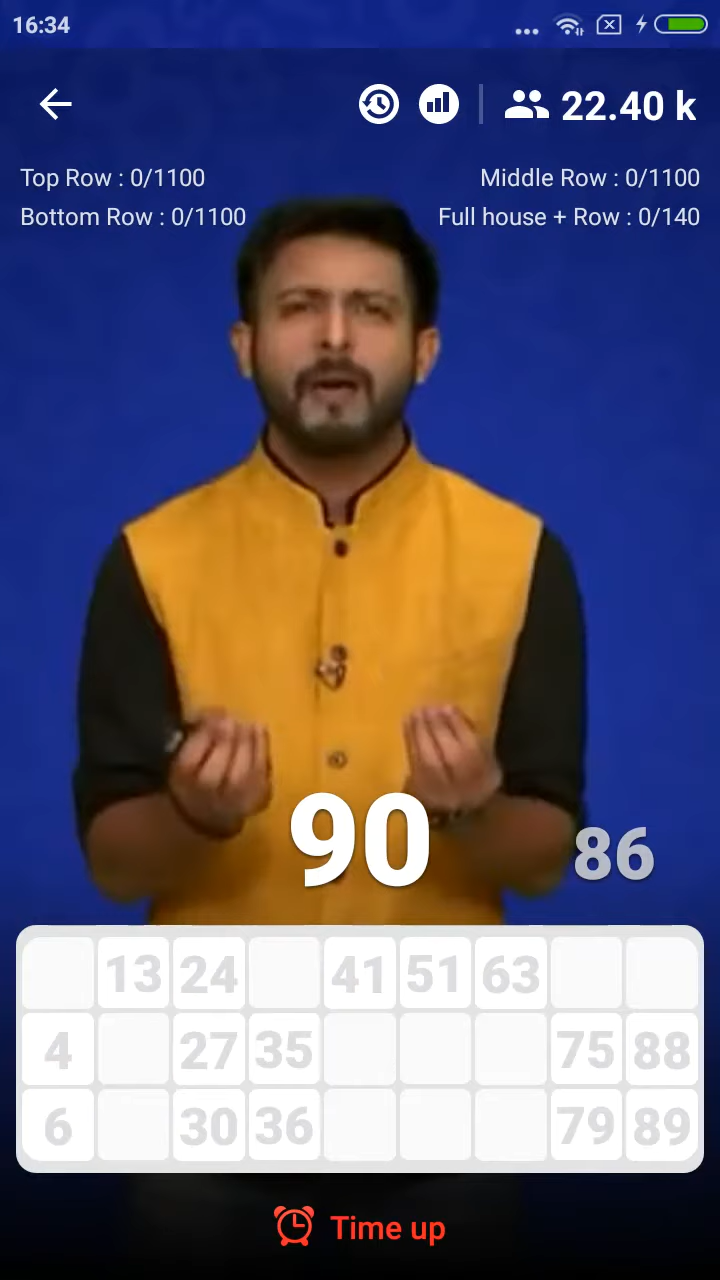 16:34
22.40 k
Top Row : 0/1100
Middle Row : 0/1100
Bottom Row : 0/1100
Full house + Row : 0/140
90
86
13 24 41 51 63
4 27 35 75 88
6 30 36 79 89
Time up